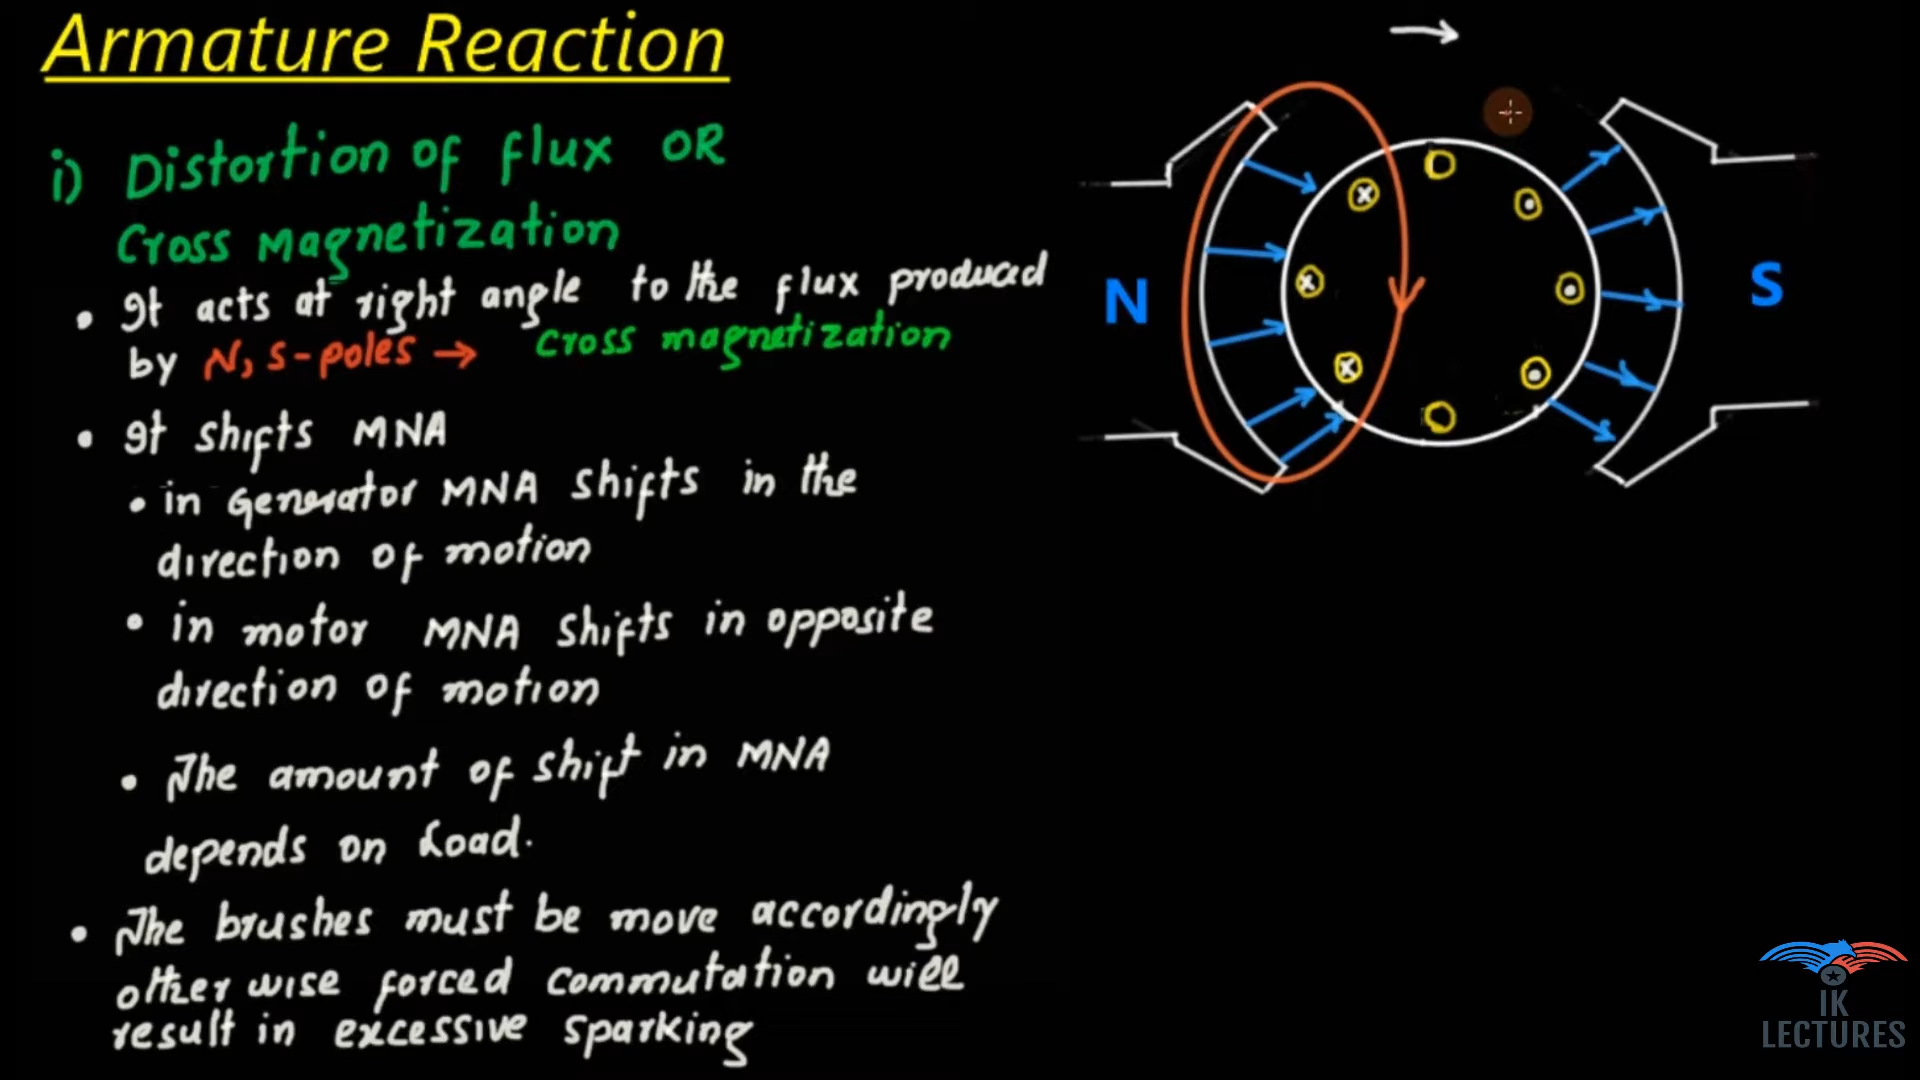 Armature Reaction
i) Distortion of flux OR
Cross Magnetization
• It acts at right angle to the flux produced
by N, S-poles → Cross magnetization
• It shifts MNA
• in Generator MNA shifts in the
direction of motion
• in motor MNA shifts in opposite
direction of motion
• The amount of shift in MNA
depends on Load.
• The brushes must be move accordingly
other wise forced commutation will
result in excessive sparking
N
S
IK
LECTURES